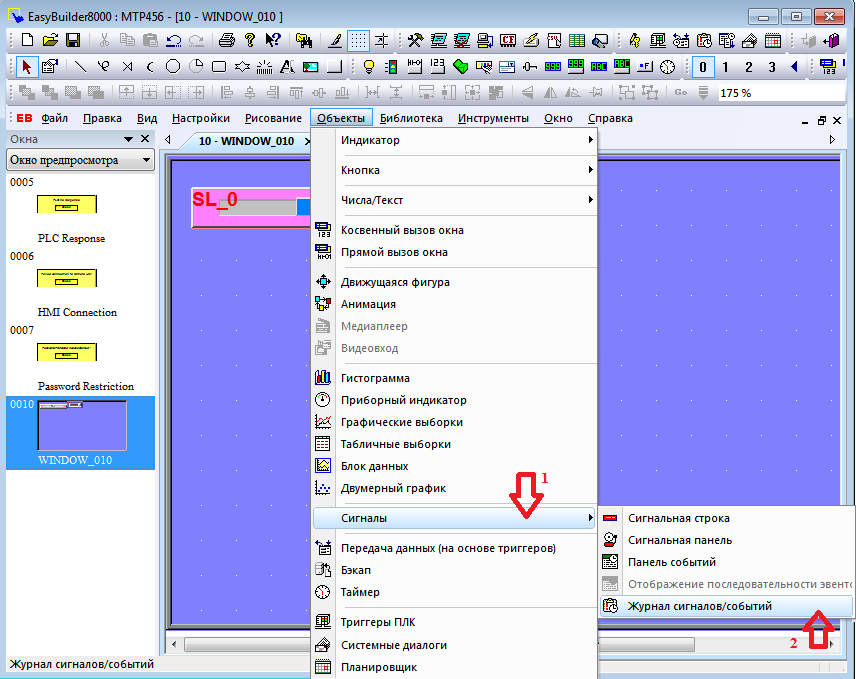 EasyBuilder8000 : MTP456 - [10 - WINDOW_010 ]
0 1 2 3
Go 175 %
EB Файл Правка Вид Настройки Рисование Объекты Библиотека Инструменты Окно Справка
Окна
10 - WINDOW_010
Окно предпросмотра
0005
PLC Response
0006
HMI Connection
0007
Password Restriction
0010
WINDOW_010
SL_0
Индикатор
Кнопка
Числа/Текст
Косвенный вызов окна
Прямой вызов окна
Движущаяся фигура
Анимация
Медиаплеер
Видеовход
Гистограмма
Приборный индикатор
Графические выборки
Табличные выборки
Блок данных
Двумерный график
1
Сигналы
Передача данных (на основе триггеров)
Бэкап
Таймер
Триггеры ПЛК
Системные диалоги
Планировщик
Сигнальная строка
Сигнальная панель
Панель событий
Отображение последовательности эвенто
Журнал сигналов/событий
2
Журнал сигналов/событий